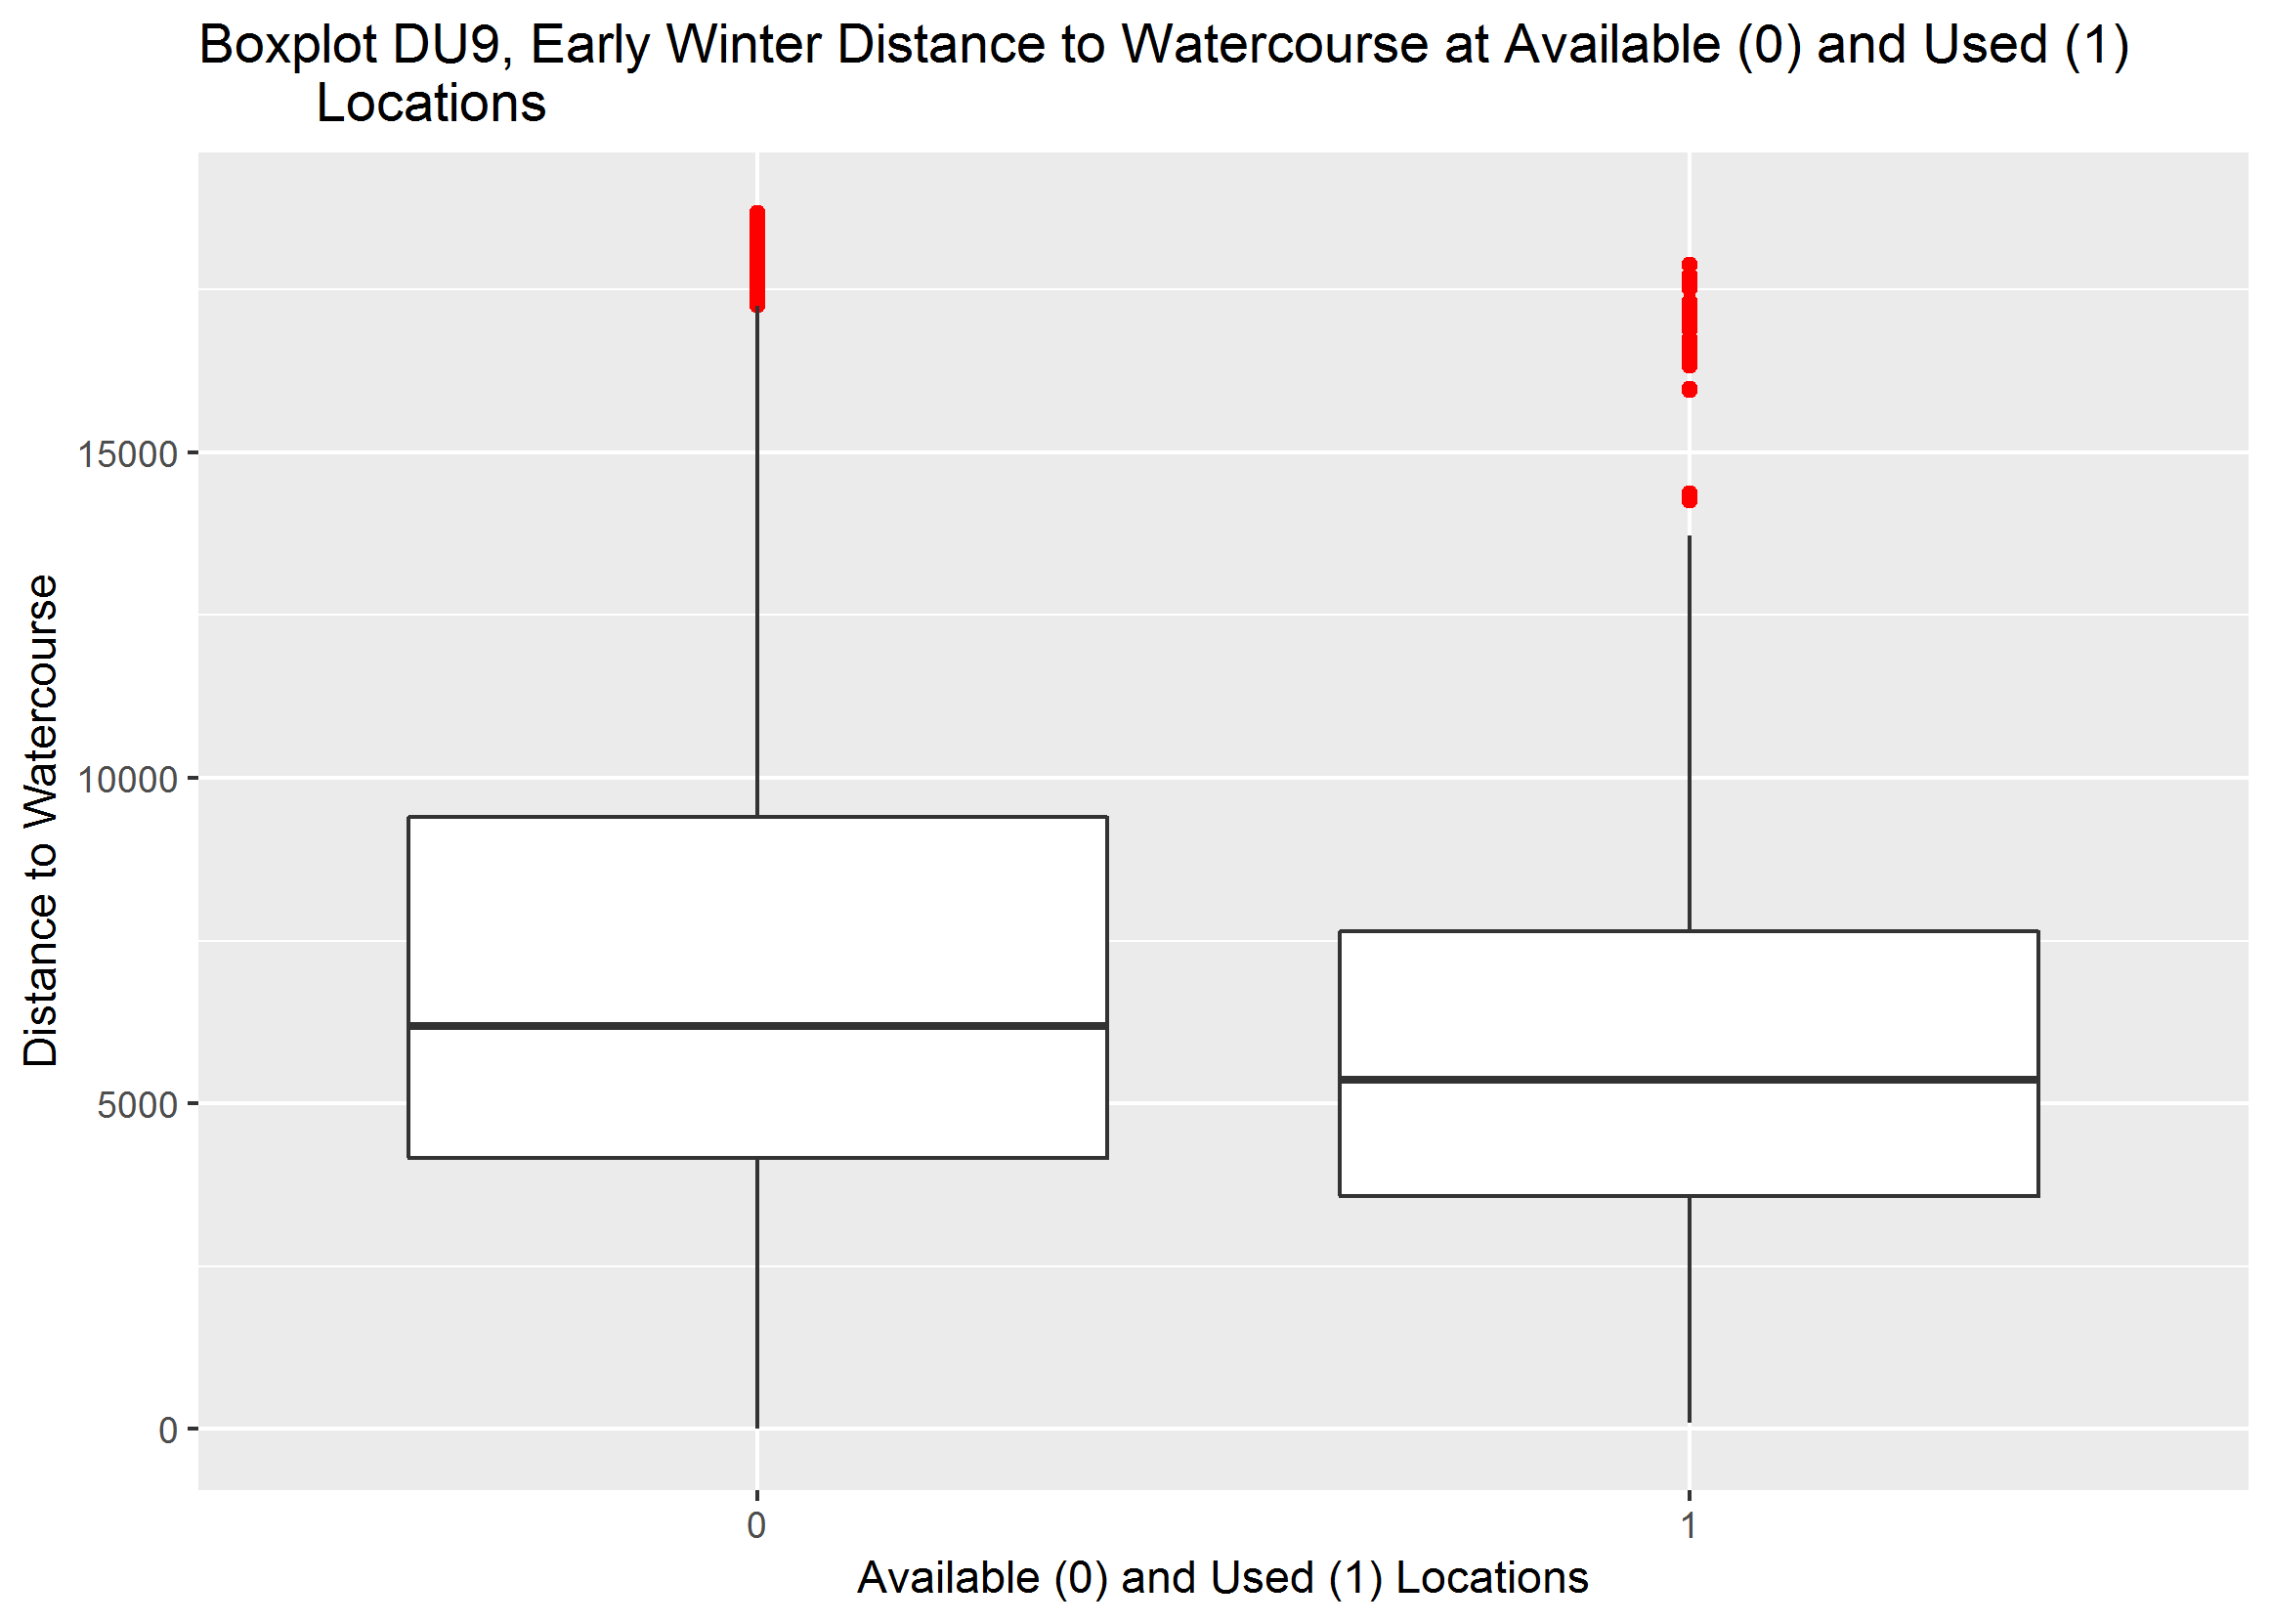 Boxplot DU9, Early Winter Distance to Watercourse at Available (0) and Used (1)
Locations
Distance to Watercourse
15000
10000
5000
0
0 1
Available (0) and Used (1) Locations